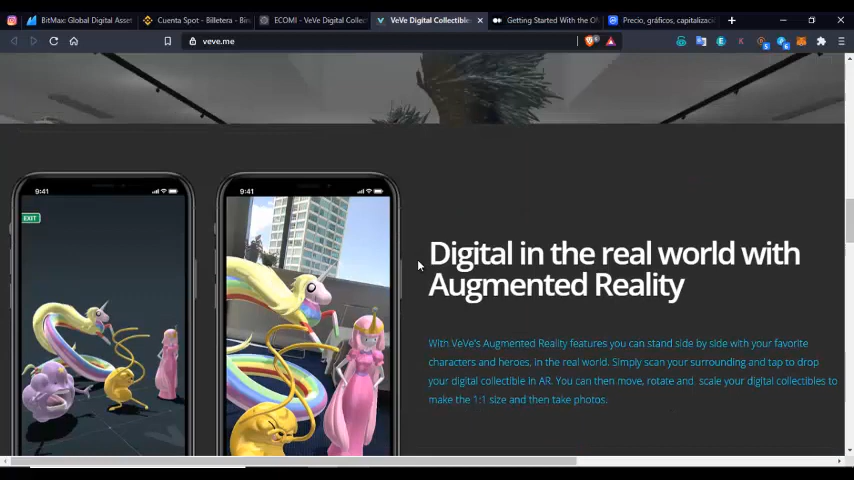 BitMax Global Digital Asset
Cuenta Spot - Billetera - Bin
ECOMI - VeVe Digital Collect
VeVe Digital Collectible
Getting Started With the O
Precio, gráficos, capitalizaci
veve.me
9:41
9:41
EXIT
Digital in the real world with
Augmented Reality
With VeVe's Augmented Reality features you can stand side by side with your favorite
characters and heroes, in the real world. Simply scan your surrounding and tap to drop
your digital collectible in AR. You can then move, rotate and scale your digital collectibles to
make the 1:1 size and then take photos.